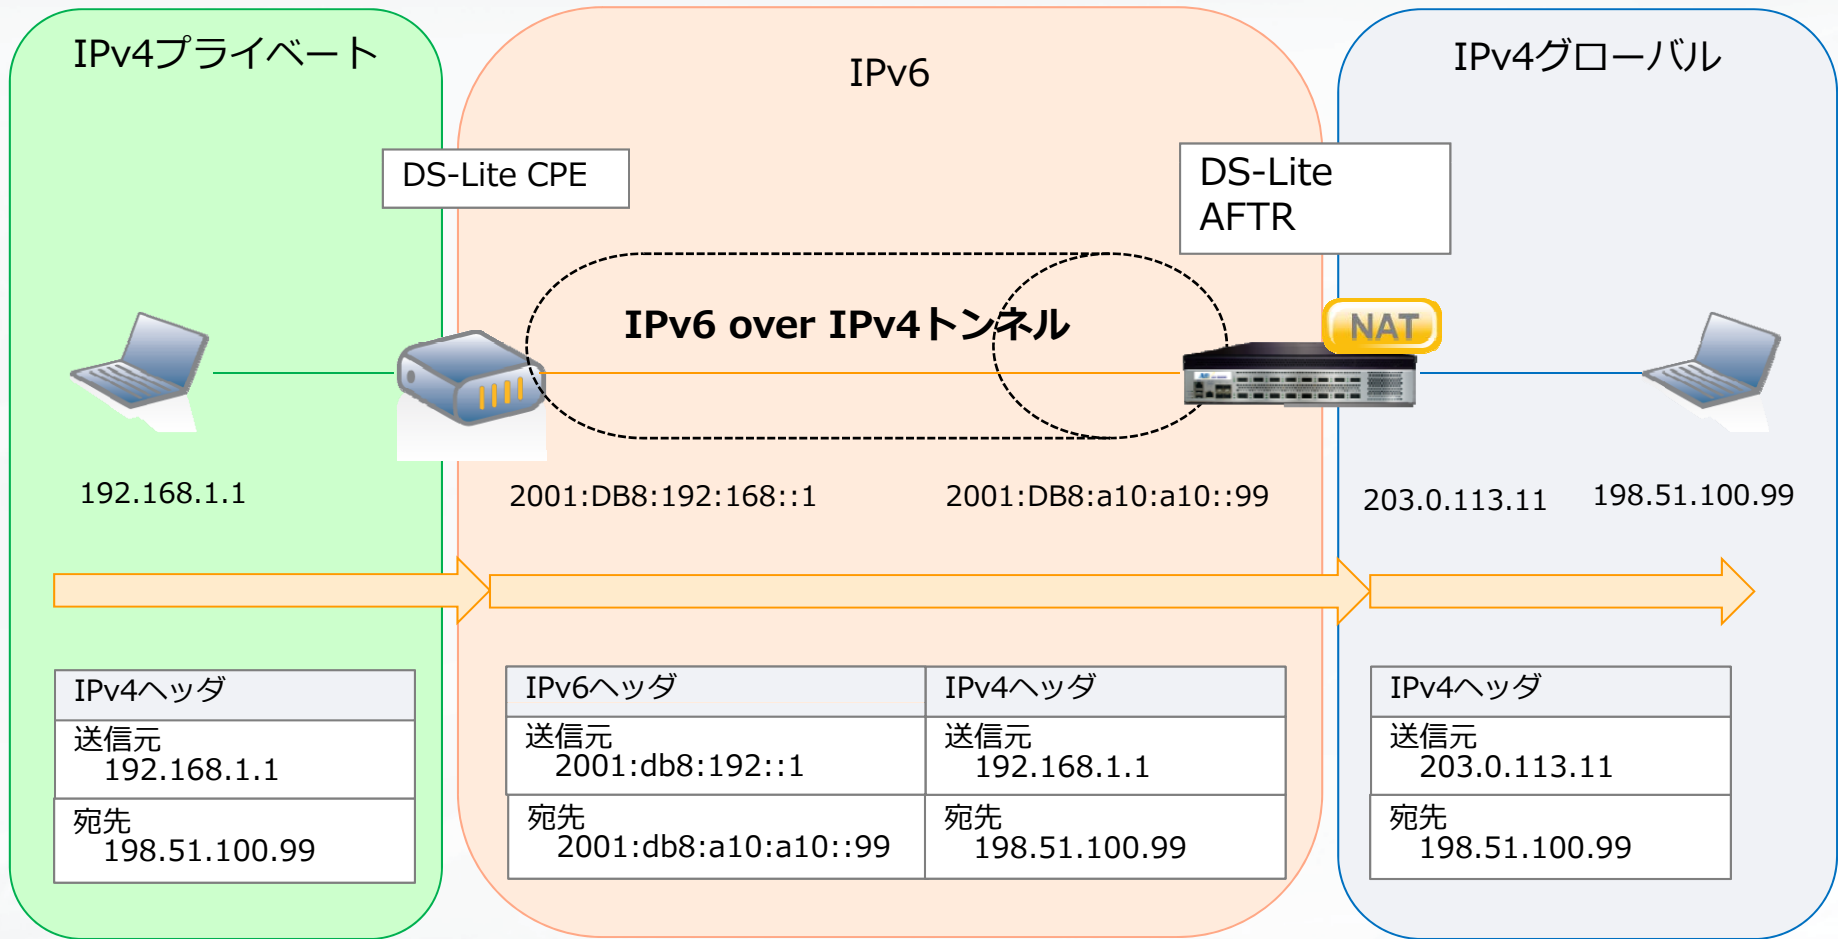 IPv4プライベート
IPv6
IPv4グローバル
DS-Lite CPE
DS-Lite
AFTR
IPv6 over IPv4トンネル
NAT
192.168.1.1
2001:DB8:192:168::1
2001:DB8:a10:a10::99
203.0.113.11
198.51.100.99
IPv4ヘッダ
送信元
192.168.1.1
宛先
198.51.100.99
IPv6ヘッダ
IPv4ヘッダ
送信元
2001:db8:192::1
送信元
192.168.1.1
宛先
2001:db8:a10:a10::99
宛先
198.51.100.99
IPv4ヘッダ
送信元
203.0.113.11
宛先
198.51.100.99